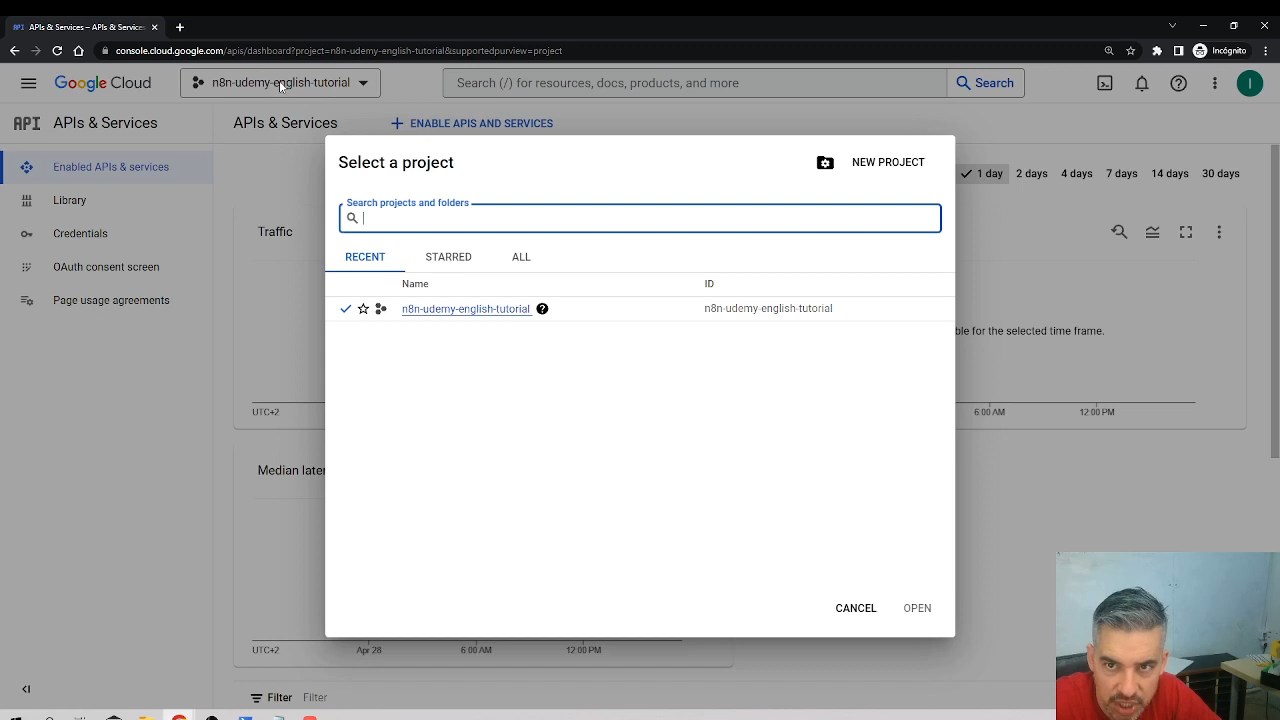 API APIs & Services – APIs & Services
console.cloud.google.com/apis/dashboard?project=n8n-udemy-english-tutorial&supportedpurview=project
Incógnito
Google Cloud
n8n-udemy-english-tutorial
Search (/) for resources, docs, products, and more
Search
I
API APIs & Services
APIs & Services
ENABLE APIS AND SERVICES
Enabled APIs & services
Library
Credentials
OAuth consent screen
Page usage agreements
1 day
2 days
4 days
7 days
14 days
30 days
Traffic
ble for the selected time frame.
UTC+2
6:00 AM
12:00 PM
Median laten
UTC+2
Apr 28
6:00 AM
12:00 PM
Filter
Filter
Select a project
NEW PROJECT
Search projects and folders
RECENT
STARRED
ALL
Name
ID
n8n-udemy-english-tutorial
n8n-udemy-english-tutorial
CANCEL
OPEN